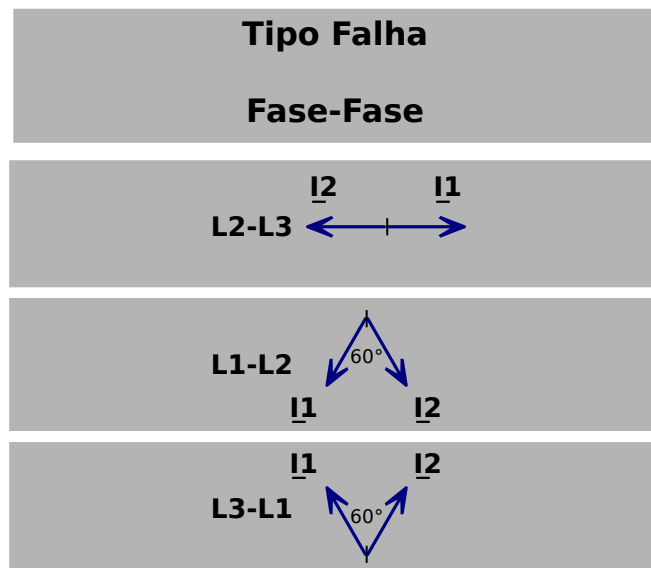 Tipo Falha
Fase-Fase
I2 I1
L2-L3
L1-L2
60°
I1 I2
I1 I2
L3-L1
60°